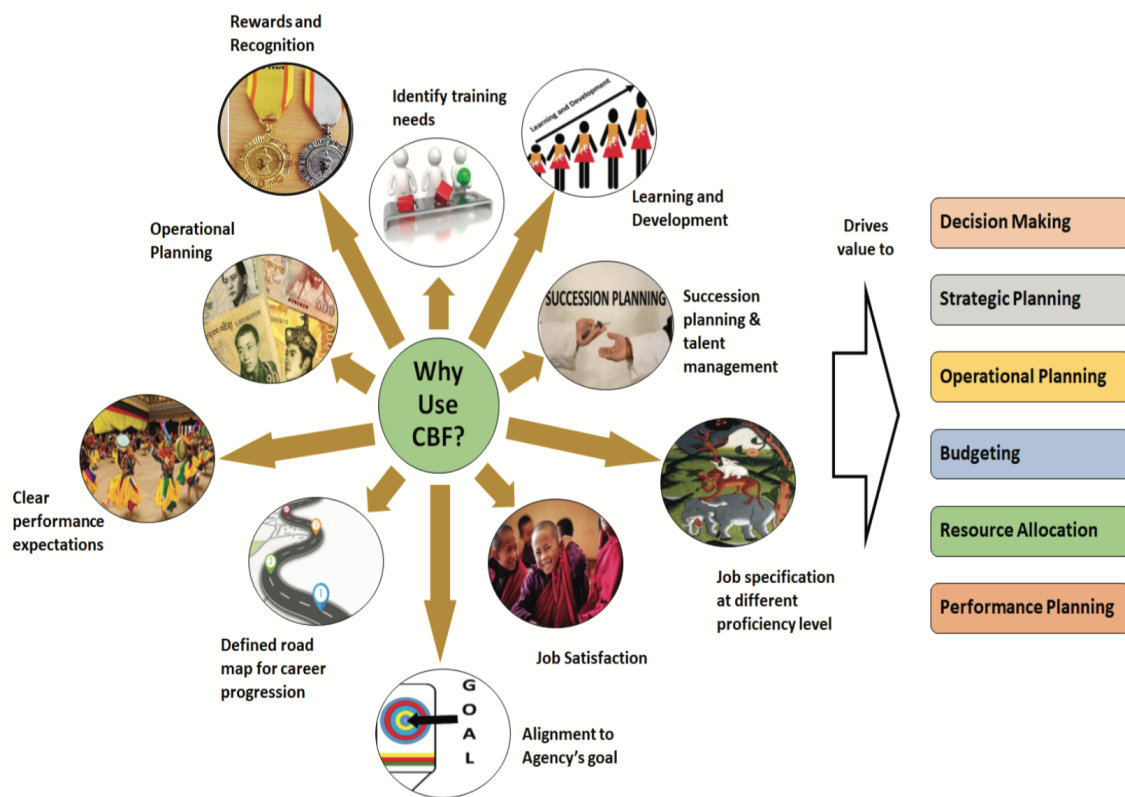 Rewards and
Recognition
Identify training
needs
Learning and Development
Learning and
Development
Operational
Planning
SUCCESSION PLANNING
Succession
planning &
talent
management
Drives
value to
Decision Making
Strategic Planning
Operational Planning
Budgeting
Resource Allocation
Performance Planning
Why
Use
CBF?
Clear
performance
expectations
Defined road
map for career
progression
1
2
Job Satisfaction
Job specification
at different
proficiency level
G
O
A
L
Alignment to
Agency's goal